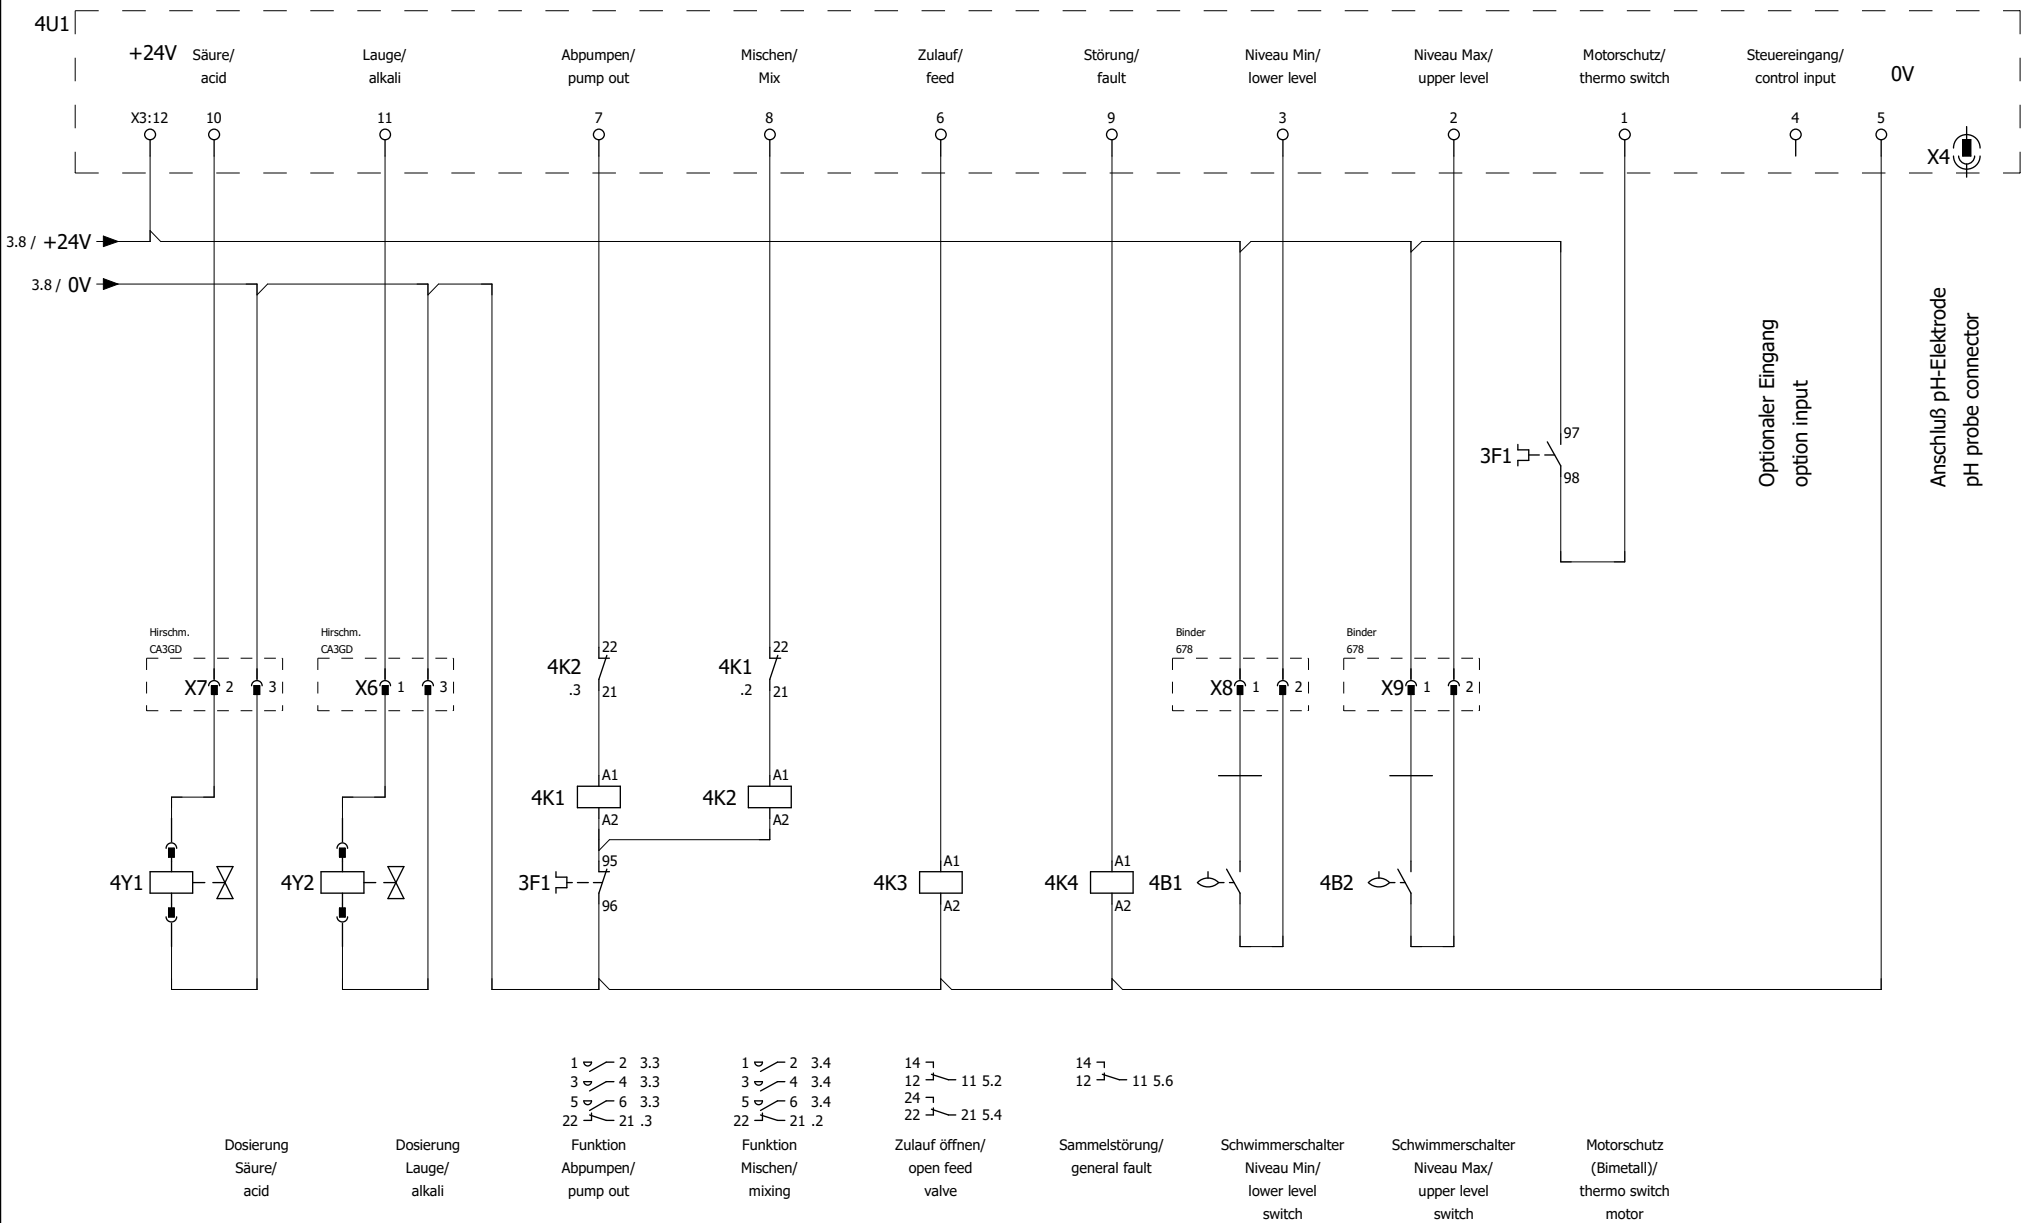 4U1
+24V Säure/ Lauge/ Abpumpen/ Mischen/ Zulauf/ Störung/ Niveau Min/ Niveau Max/ Motorschutz/ Steuereingang/ 0V
acid alkali pump out Mix feed fault lower level upper level thermo switch control input
X3:12 10 11 7 8 6 9 3 2 1 4 5
X4
3.8 / +24V
3.8 / 0V
Optionaler Eingang
option input
Anschluß pH-Elektrode
pH probe connector
97
3F1
98
Hirschm. Hirschm. Binder Binder
CA3GD CA3GD 678 678
22 22
4K2 4K1
.3 21 .2 21
X7 2 3 X6 1 3 X8 1 2 X9 1 2
A1 A1
4K1 4K2
A2 A2
95 A1 A1
4Y1 4Y2 3F1 4K3 4K4 4B1 4B2
96 A2 A2
1 2 3.3 1 2 3.4 14 14
3 4 3.3 3 4 3.4 12 11 5.2 12 11 5.6
5 6 3.3 5 6 3.4 24
22 21 .3 22 21 .2 22 21 5.4
Dosierung Dosierung Funktion Funktion Zulauf öffnen/ Sammelstörung/ Schwimmerschalter Schwimmerschalter Motorschutz
Säure/ Lauge/ Abpumpen/ Mischen/ open feed general fault Niveau Min/ Niveau Max/ (Bimetall)/
acid alkali pump out mixing valve lower level upper level thermo switch
switch switch motor